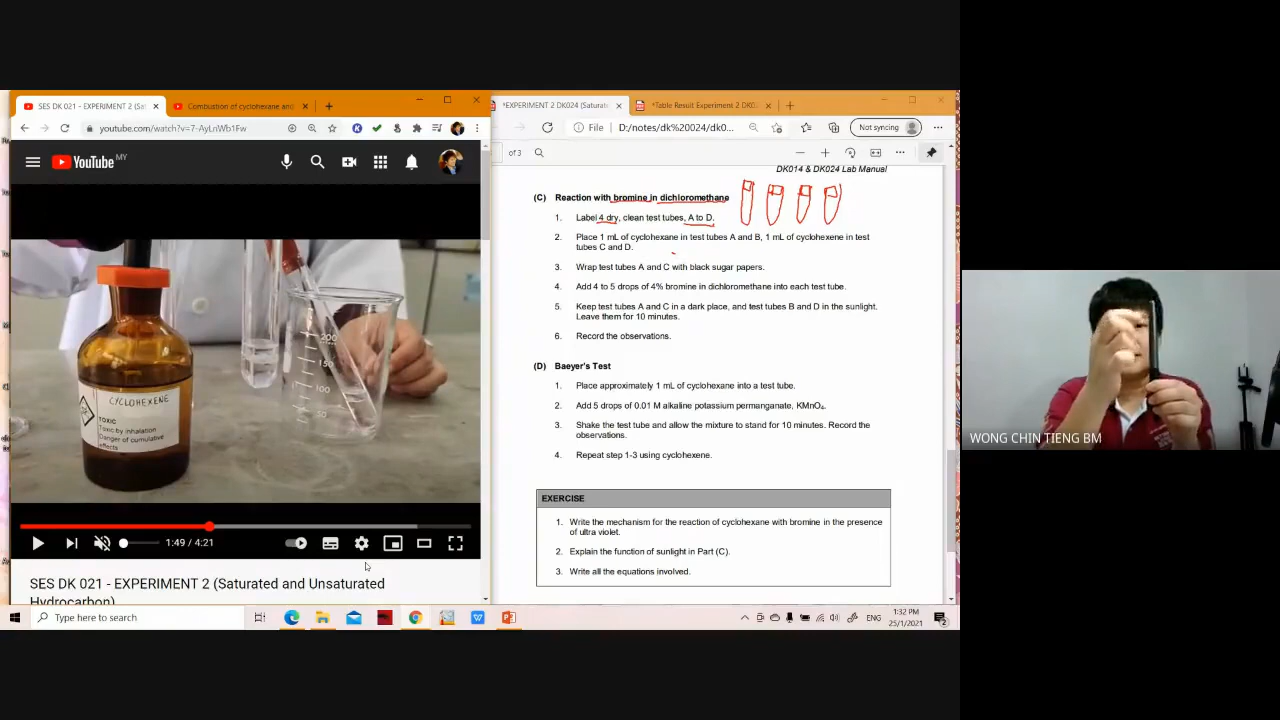 SES DK 021 - EXPERIMENT 2 (Sat
Combustion of cyclohexane and
*EXPERIMENT 2 DK024 (Saturate
*Table Result Experiment 2 DK02
youtube.com/watch?v=7-AyLnWb1Fw
File
D:/notes/dk%20024/dk0...
Not syncing
YouTube MY
of 3
DK014 & DK024 Lab Manual
(C) Reaction with bromine in dichloromethane
1. Label 4 dry, clean test tubes, A to D.
2. Place 1 mL of cyclohexane in test tubes A and B, 1 mL of cyclohexene in test
tubes C and D.
3. Wrap test tubes A and C with black sugar papers.
4. Add 4 to 5 drops of 4% bromine in dichloromethane into each test tube.
5. Keep test tubes A and C in a dark place, and test tubes B and D in the sunlight.
Leave them for 10 minutes.
6. Record the observations.
(D) Baeyer's Test
1. Place approximately 1 mL of cyclohexane into a test tube.
2. Add 5 drops of 0.01 M alkaline potassium permanganate, KMnO4.
3. Shake the test tube and allow the mixture to stand for 10 minutes. Record the
observations.
4. Repeat step 1-3 using cyclohexene.
EXERCISE
1. Write the mechanism for the reaction of cyclohexane with bromine in the presence
of ultra violet.
2. Explain the function of sunlight in Part (C).
3. Write all the equations involved.
CYCLOHEXENE
TOXIC
Toxic by inhalation
Danger of cumulative
effects
200
150
100
50
1:49 / 4:21
SES DK 021 - EXPERIMENT 2 (Saturated and Unsaturated
Hydrocarbon)
WONG CHIN TIENG BM
Type here to search
ENG
1:32 PM
25/1/2021
2